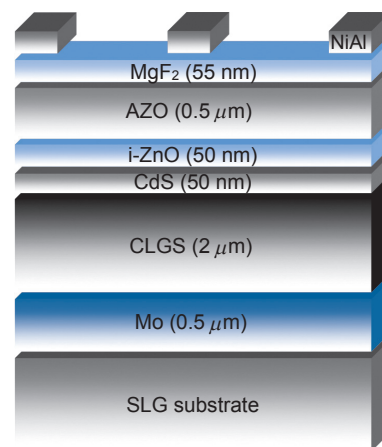 NiAl
MgF₂ (55 nm)
AZO (0.5 μm)
i-ZnO (50 nm)
CdS (50 nm)
CLGS (2 μm)
Mo (0.5 μm)
SLG substrate